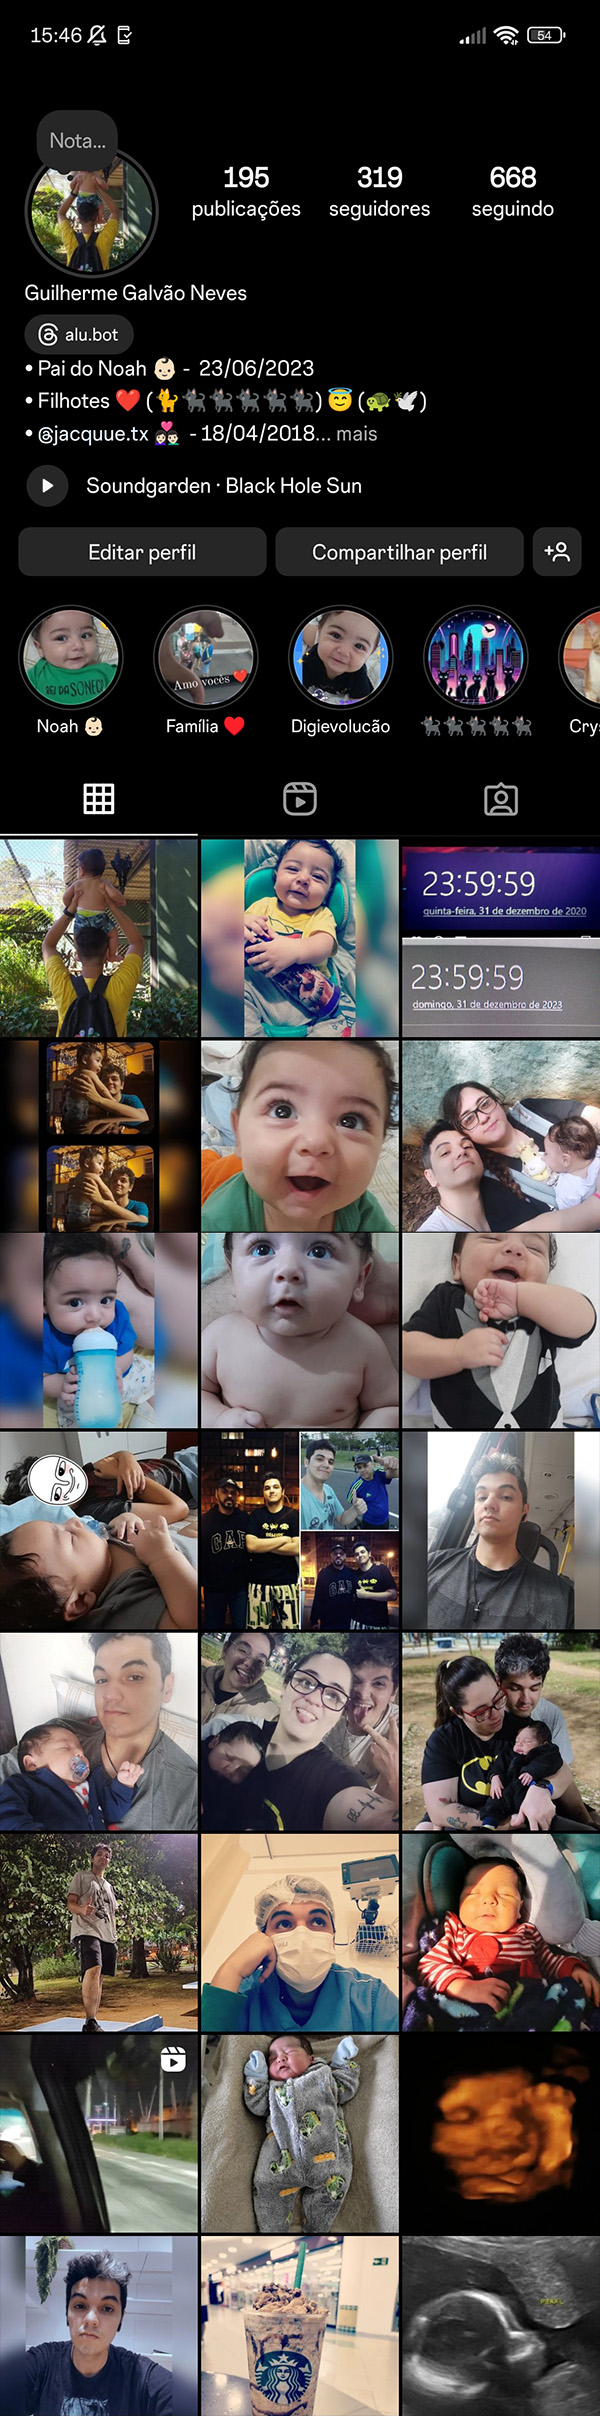 15:46
54
Nota...
195
319
668
publicações
seguidores
seguindo
Guilherme Galvão Neves
alu.bot
• Pai do Noah 👶🏻 - 23/06/2023
• Filhotes ❤️ (🐈🐈‍⬛🐈‍⬛🐈‍⬛🐈‍⬛🐈‍⬛) 😇 (🐢🕊️)
• @jacquue.tx 👩🏻‍❤️‍👨🏻 - 18/04/2018... mais
Soundgarden · Black Hole Sun
Editar perfil
Compartilhar perfil
REI DA SONECA
Amo vocês ❤️
Noah 👶🏻
Família ❤️
Digievolucão
🐈‍⬛🐈‍⬛🐈‍⬛🐈‍⬛🐈‍⬛
Crys
23:59:59
quinta-feira, 31 de dezembro de 2020
23:59:59
domingo, 31 de dezembro de 2023
GAP